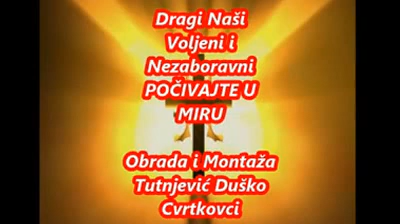 Dragi Naši
Voljeni i
Nezaboravni
POČIVAJTE U
MIRU
Obrada i Montaža
Tutnjević Duško
Cvrtkovci